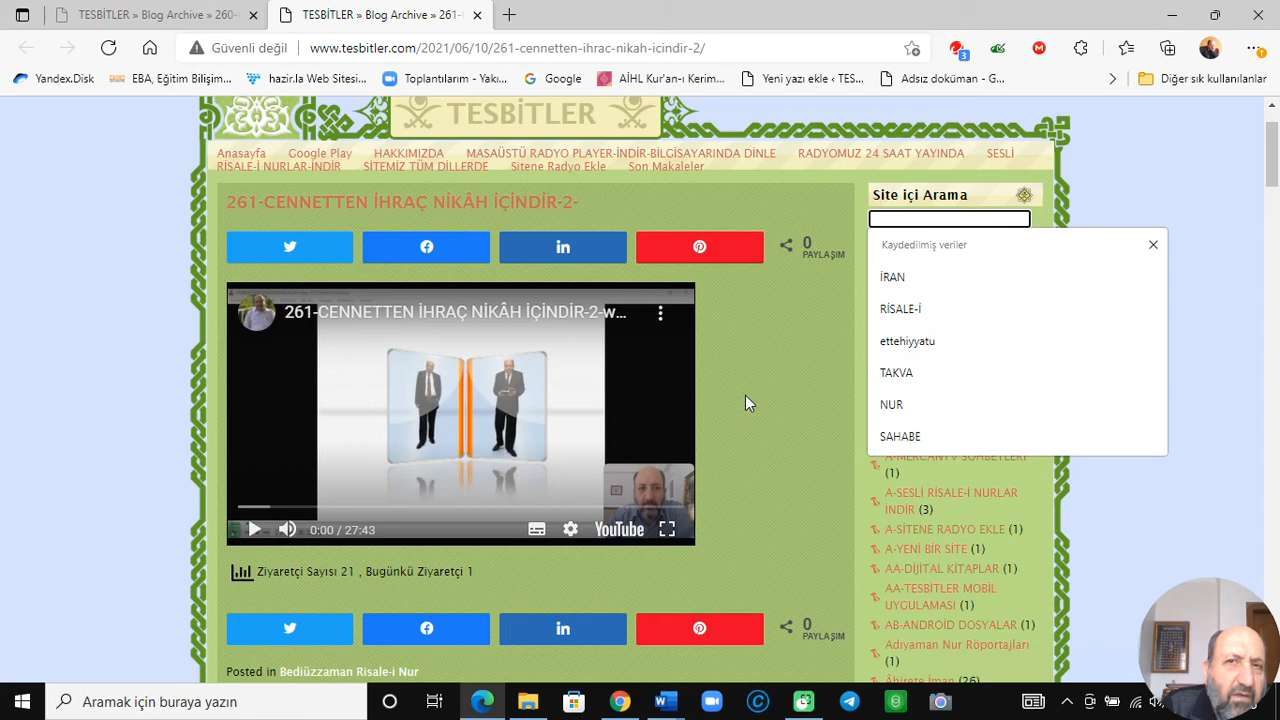 TESBİTLER » Blog Archive » 260-
TESBİTLER » Blog Archive » 261-
Güvenli değil
www.tesbitler.com/2021/06/10/261-cennetten-ihrac-nikah-icindir-2/
3
Yandex.Disk
EBA, Eğitim Bilişim...
hazir.la Web Sitesi...
Toplantılarım - Yakı...
Google
AİHL Kur'an-ı Kerim...
Yeni yazı ekle ‹ TES...
Adsız doküman - G...
Diğer sık kullanılanlar
TESBİTLER
Anasayfa Google Play HAKKIMIZDA MASAÜSTÜ RADYO PLAYER-İNDİR-BİLGİSAYARINDA DİNLE RADYOMUZ 24 SAAT YAYINDA SESLİ
RİSALE-İ NURLAR-İNDİR SİTEMİZ TÜM DİLLERDE Sitene Radyo Ekle Son Makaleler
261-CENNETTEN İHRAÇ NİKÂH İÇİNDİR-2-
0
PAYLAŞIM
261-CENNETTEN İHRAÇ NİKÂH İÇİNDİR-2-w...
0:00 / 27:43
YouTube
Ziyaretçi Sayısı 21 , Bugünkü Ziyaretçi 1
0
PAYLAŞIM
Posted in Bediüzzaman Risale-i Nur
Site içi Arama
Kaydedilmiş veriler
İRAN
RİSALE-İ
ettehiyyatu
TAKVA
NUR
SAHABE
A-MERCANTV SOHBETLERİ
(1)
A-SESLİ RİSALE-İ NURLAR
İNDİR (3)
A-SİTENE RADYO EKLE (1)
A-YENİ BİR SİTE (1)
AA-DİJİTAL KİTAPLAR (1)
AA-TESBİTLER MOBİL
UYGULAMASI (1)
AB-ANDROİD DOSYALAR (1)
Adıyaman Nur Röportajları
(1)
Âhirete İman (26)
Aramak için buraya yazın